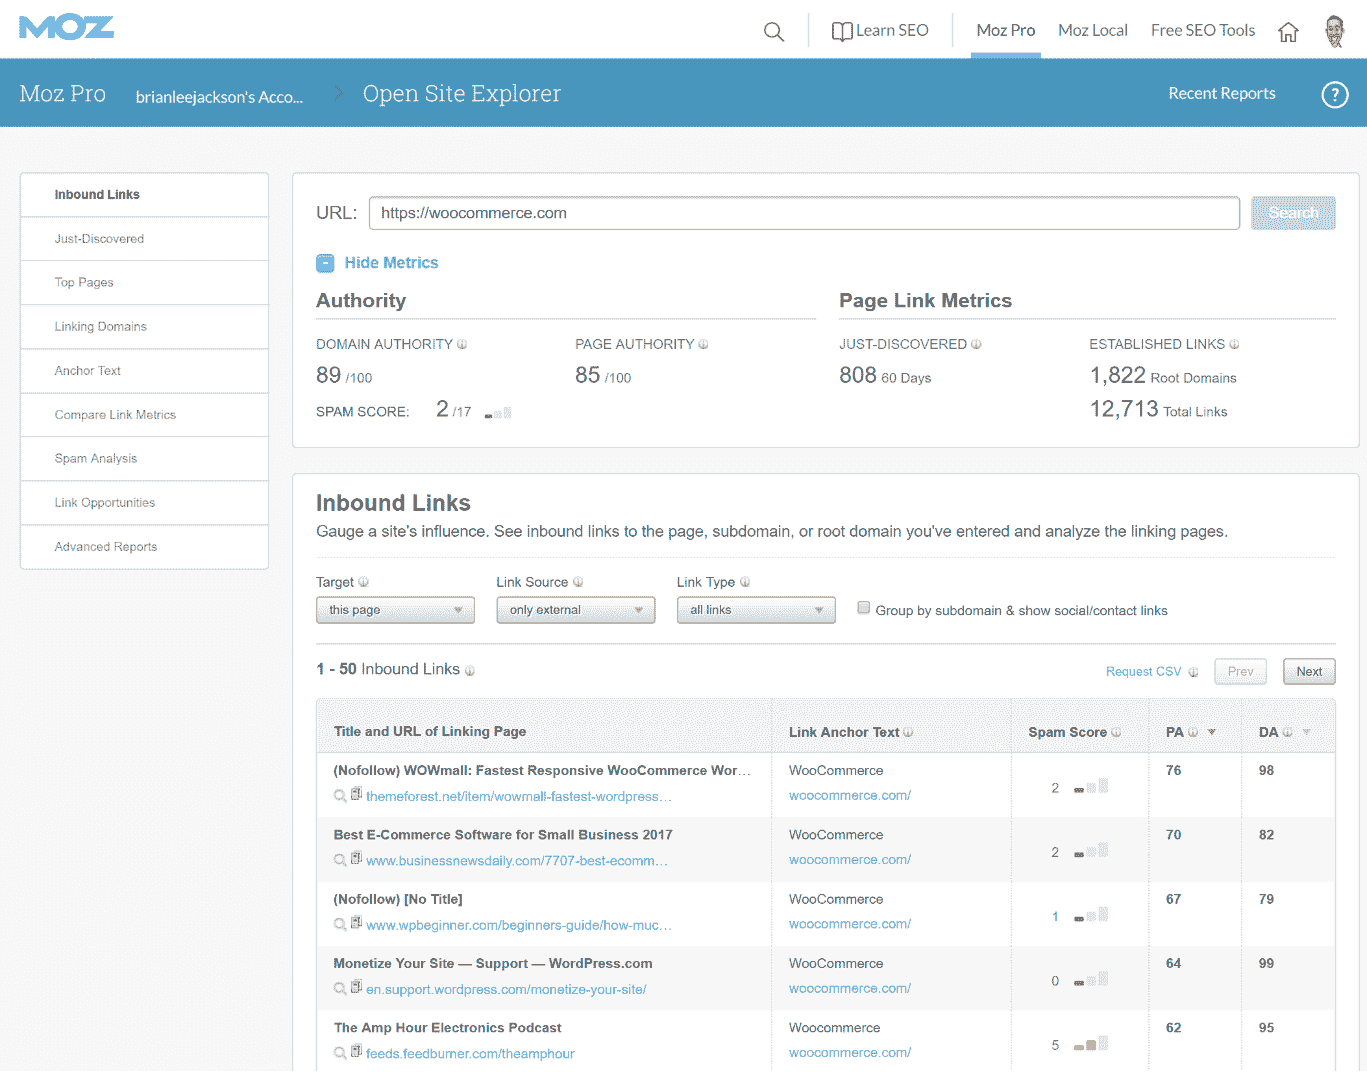 MOZ
Learn SEO
Moz Pro
Moz Local
Free SEO Tools
Moz Pro
brianleejackson's Acco...
Open Site Explorer
Recent Reports
?
Inbound Links
Just-Discovered
Top Pages
Linking Domains
Anchor Text
Compare Link Metrics
Spam Analysis
Link Opportunities
Advanced Reports
URL:
https://woocommerce.com
Search
Hide Metrics
Authority
DOMAIN AUTHORITY
89 /100
PAGE AUTHORITY
85 /100
SPAM SCORE: 2 /17
Page Link Metrics
JUST-DISCOVERED
808 60 Days
ESTABLISHED LINKS
1,822 Root Domains
12,713 Total Links
Inbound Links
Gauge a site's influence. See inbound links to the page, subdomain, or root domain you've entered and analyze the linking pages.
Target
this page
Link Source
only external
Link Type
all links
Group by subdomain & show social/contact links
1 - 50 Inbound Links
Request CSV
Prev
Next
Title and URL of Linking Page
Link Anchor Text
Spam Score
PA
DA
(Nofollow) WOWmall: Fastest Responsive WooCommerce Wor...
themeforest.net/item/wowmall-fastest-wordpress...
WooCommerce
woocommerce.com/
2
76
98
Best E-Commerce Software for Small Business 2017
www.businessnewsdaily.com/7707-best-ecomm...
WooCommerce
woocommerce.com/
2
70
82
(Nofollow) [No Title]
www.wpbeginner.com/beginners-guide/how-muc...
WooCommerce
woocommerce.com/
1
67
79
Monetize Your Site — Support — WordPress.com
en.support.wordpress.com/monetize-your-site/
WooCommerce
woocommerce.com/
0
64
99
The Amp Hour Electronics Podcast
feeds.feedburner.com/theamphour
Woocommerce
woocommerce.com/
5
62
95